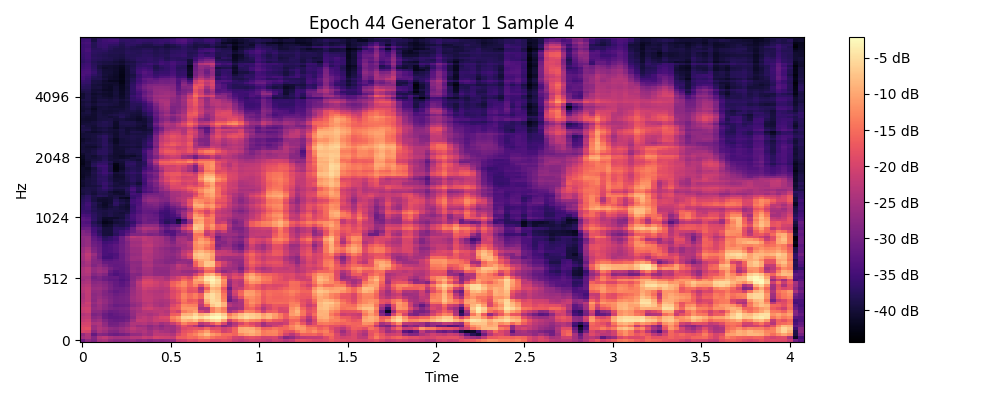 Epoch 44 Generator 1 Sample 4
Hz
4096
2048
1024
512
0
0 0.5 1 1.5 2 2.5 3 3.5 4
Time
-5 dB
-10 dB
-15 dB
-20 dB
-25 dB
-30 dB
-35 dB
-40 dB